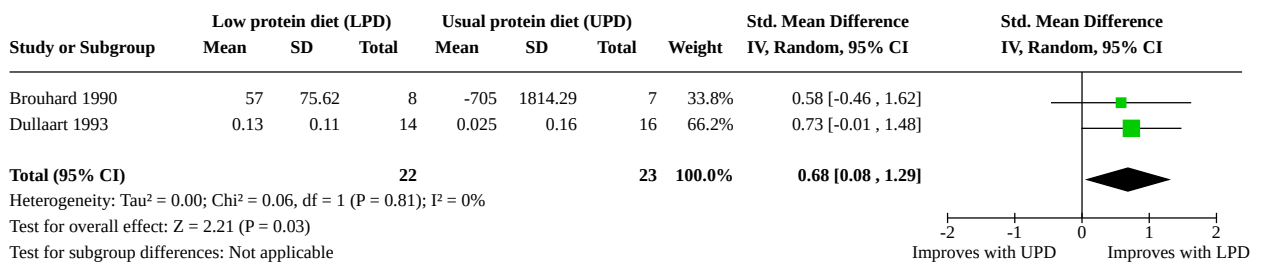 Low protein diet (LPD) Usual protein diet (UPD) Std. Mean Difference Std. Mean Difference
Study or Subgroup Mean SD Total Mean SD Total Weight IV, Random, 95% CI IV, Random, 95% CI
Brouhard 1990 57 75.62 8 -705 1814.29 7 33.8% 0.58 [-0.46 , 1.62]
Dullaart 1993 0.13 0.11 14 0.025 0.16 16 66.2% 0.73 [-0.01 , 1.48]
Total (95% CI) 22 23 100.0% 0.68 [0.08 , 1.29]
Heterogeneity: Tau² = 0.00; Chi² = 0.06, df = 1 (P = 0.81); I² = 0%
Test for overall effect: Z = 2.21 (P = 0.03)
Test for subgroup differences: Not applicable
-2 -1 0 1 2
Improves with UPD Improves with LPD